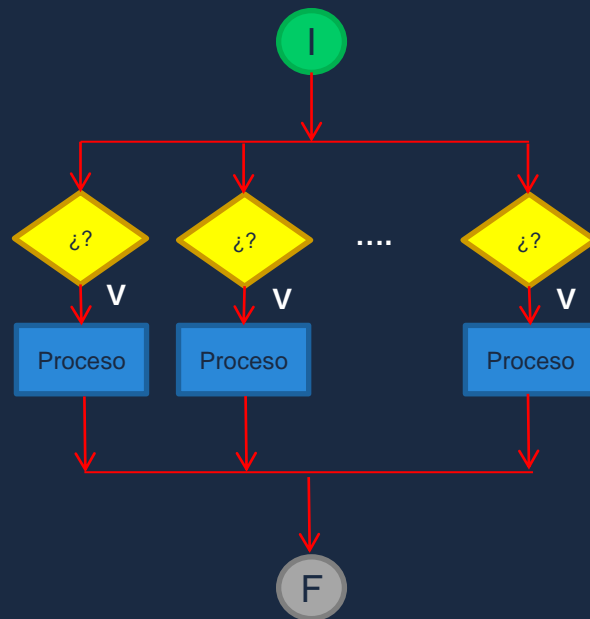 I
¿?
¿?
....
¿?
V
V
V
Proceso
Proceso
Proceso
F